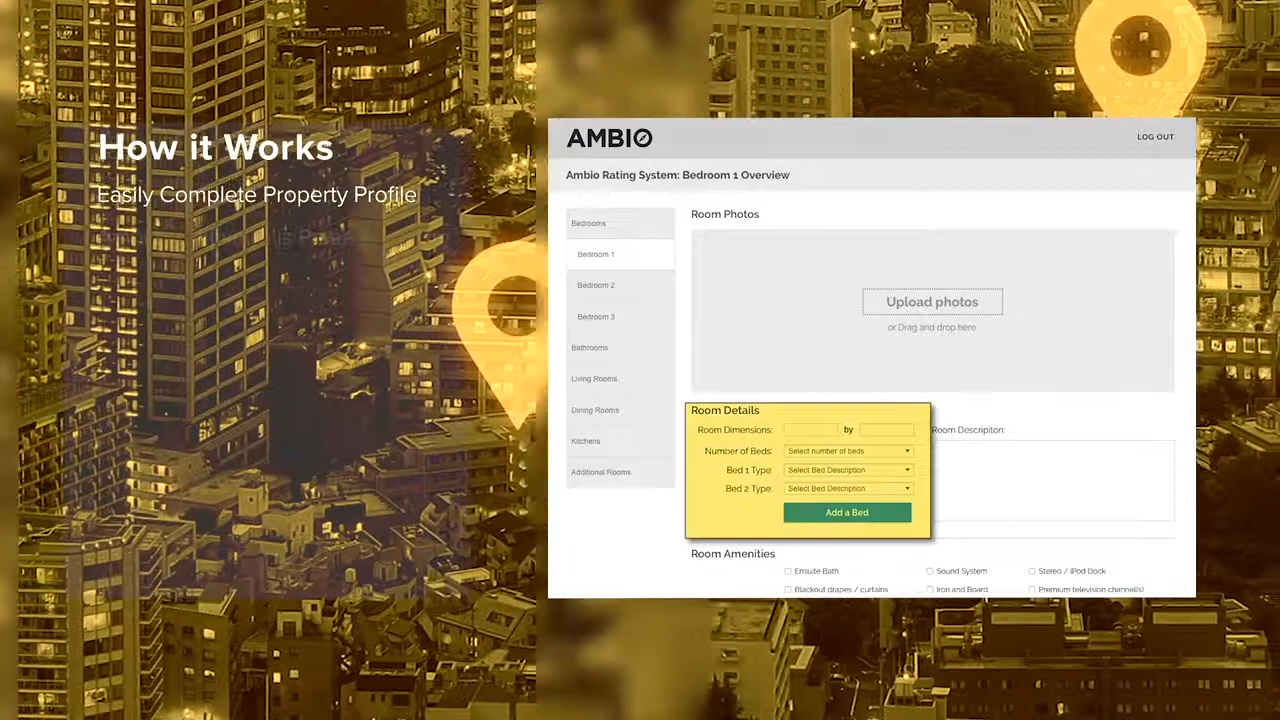 How it Works
Easily Complete Property Profile
AMBIO
LOG OUT
Ambio Rating System: Bedroom 1 Overview
Bedrooms
Bedroom 1
Bedroom 2
Bedroom 3
Bathrooms
Living Rooms
Dining Rooms
Kitchens
Additional Rooms
Room Photos
Upload photos
or Drag and drop here
Room Details
Room Dimensions: by
Number of Beds: Select number of beds
Bed 1 Type: Select Bed Description
Bed 2 Type: Select Bed Description
Add a Bed
Room Descripiton:
Room Amenities
Ensuite Bath Sound System Stereo / iPod Dock
Blackout drapes / curtains Iron and Board Premium television channel(s)